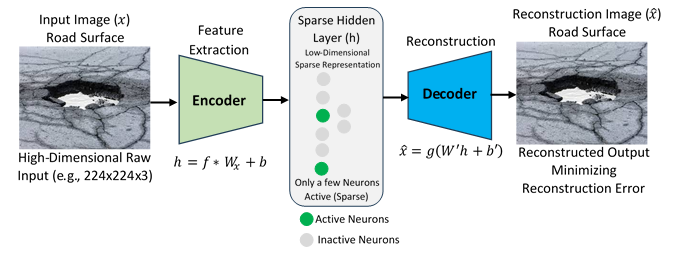 Input Image (x)
Road Surface
High-Dimensional Raw
Input (e.g., 224x224x3)
Feature
Extraction
Encoder
h = f ∗ Wₓ + b
Sparse Hidden
Layer (h)
Low-Dimensional
Sparse Representation
Only a few Neurons
Active (Sparse)
Active Neurons
Inactive Neurons
Reconstruction
Decoder
x̂ = g(W′h + b′)
Reconstruction Image (x̂)
Road Surface
Reconstructed Output
Minimizing
Reconstruction Error